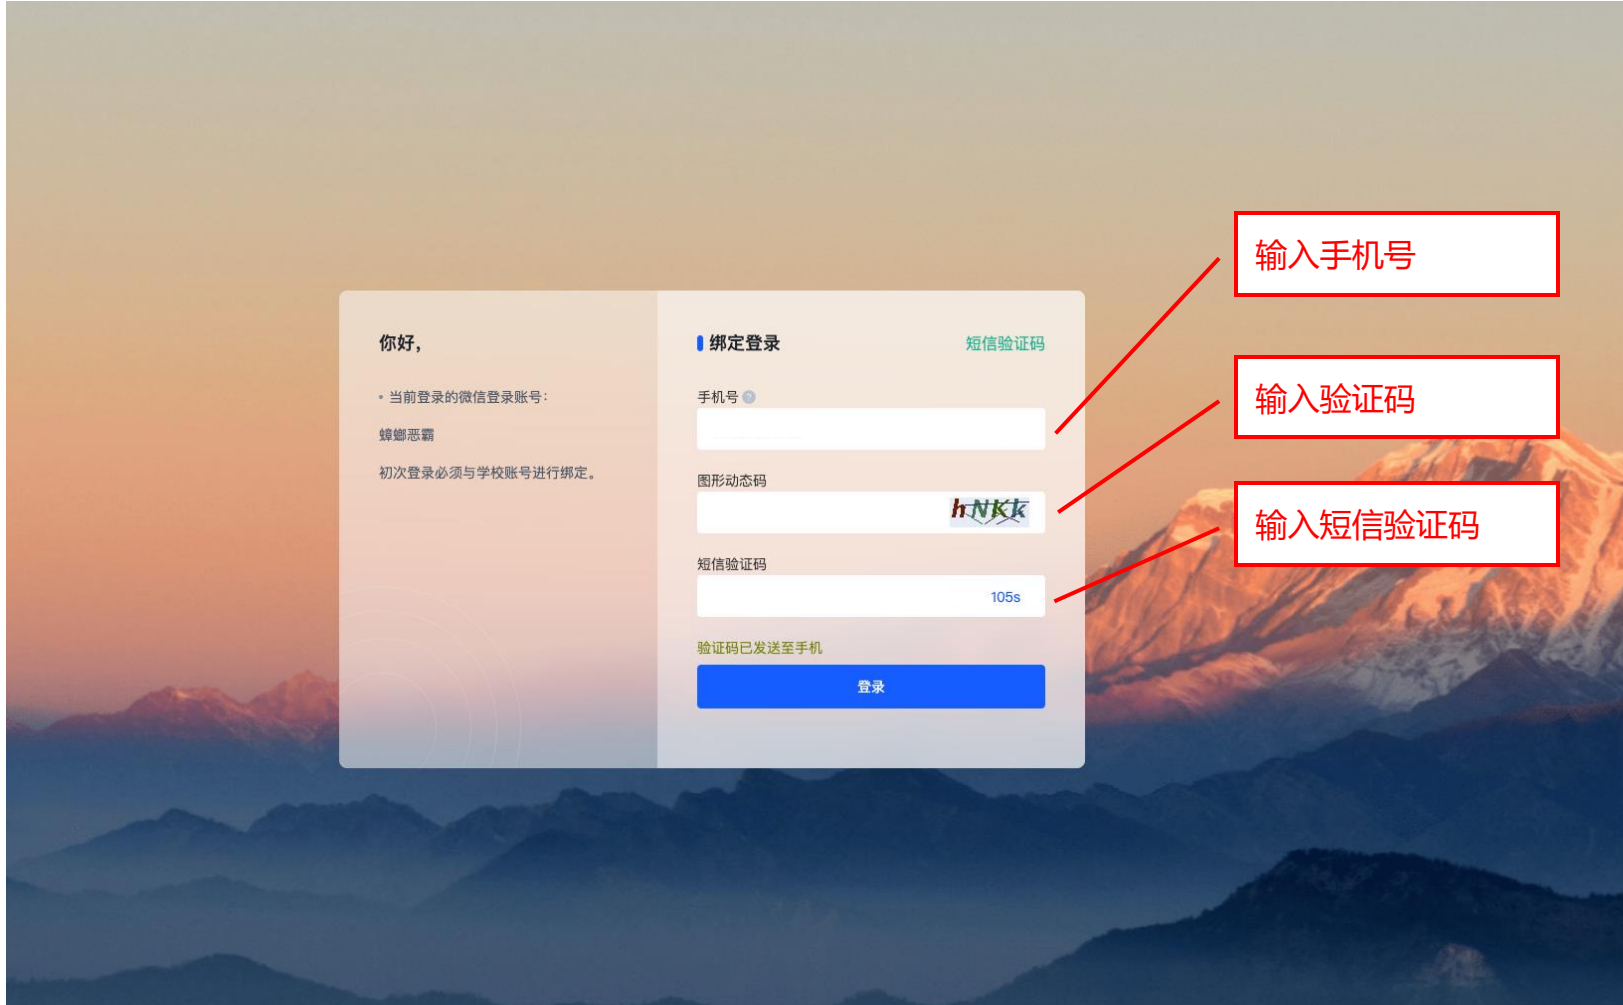 你好，
• 当前登录的微信登录账号：
蟑螂恶霸
初次登录必须与学校账号进行绑定。
绑定登录
短信验证码
手机号
图形动态码
hNKk
短信验证码
105s
验证码已发送至手机
登录
输入手机号
输入验证码
输入短信验证码